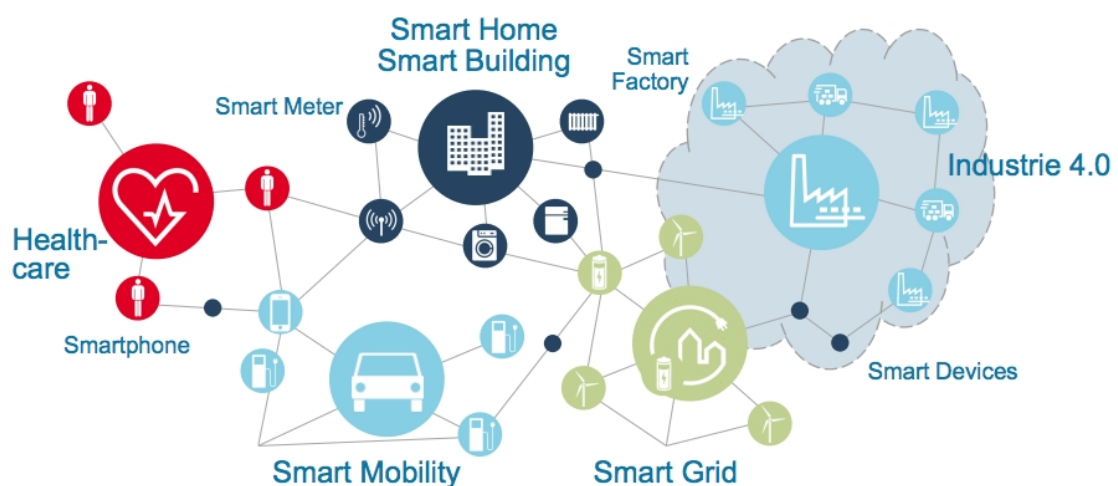 Smart Home
Smart Building
Smart
Factory
Smart Meter
Industrie 4.0
Health-
care
Smartphone
Smart Devices
Smart Mobility
Smart Grid